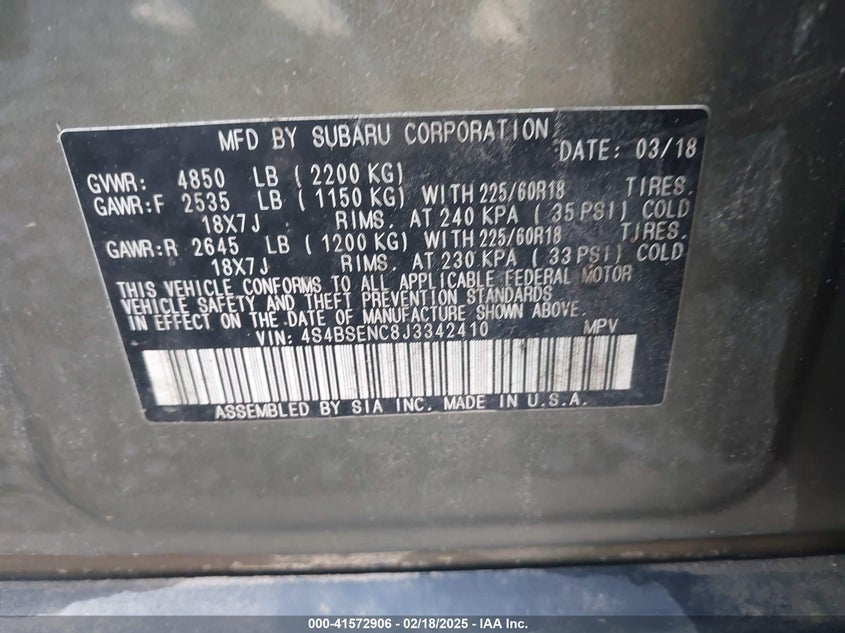 MFD BY SUBARU CORPORATION DATE: 03/18
GVWR: 4850 LB ( 2200 KG)
GAWR:F 2535 LB ( 1150 KG) WITH 225/60R18 TIRES.
18X7J RIMS. AT 240 KPA ( 35 PSI) COLD
GAWR:R 2645 LB ( 1200 KG) WITH 225/60R18 TIRES.
18X7J RIMS. AT 230 KPA ( 33 PSI) COLD
THIS VEHICLE CONFORMS TO ALL APPLICABLE FEDERAL MOTOR
VEHICLE SAFETY AND THEFT PREVENTION STANDARDS
IN EFFECT ON THE DATE OF MANUFACTURE SHOWN ABOVE.
VIN: 4S4BSENC8J3342410 MPV
ASSEMBLED BY SIA INC. MADE IN U.S.A.
000-41572906 - 02/18/2025 - IAA Inc.